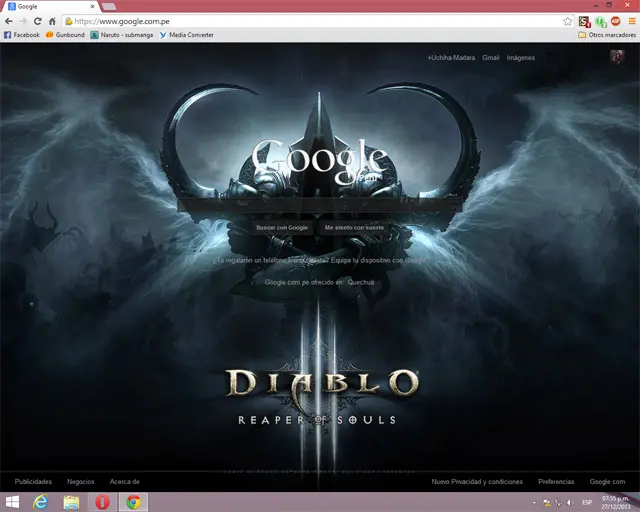 Google
https://www.google.com.pe
Facebook
Gunbound
Naruto - submanga
Media Converter
Otros marcadores
+Uchiha-Madara
Gmail
Imágenes
Google
Perú
Buscar con Google
Me siento con suerte
¿Te regalaron un teléfono
Equipa tu dispositivo con
Google.com.pe ofrecido en: Quechua
DIABLO
REAPER OF SOULS
Publicidades
Negocios
Acerca de
Nuevo Privacidad y condiciones
Preferencias
Google.com
ESP
07:55 p.m.
27/12/2013